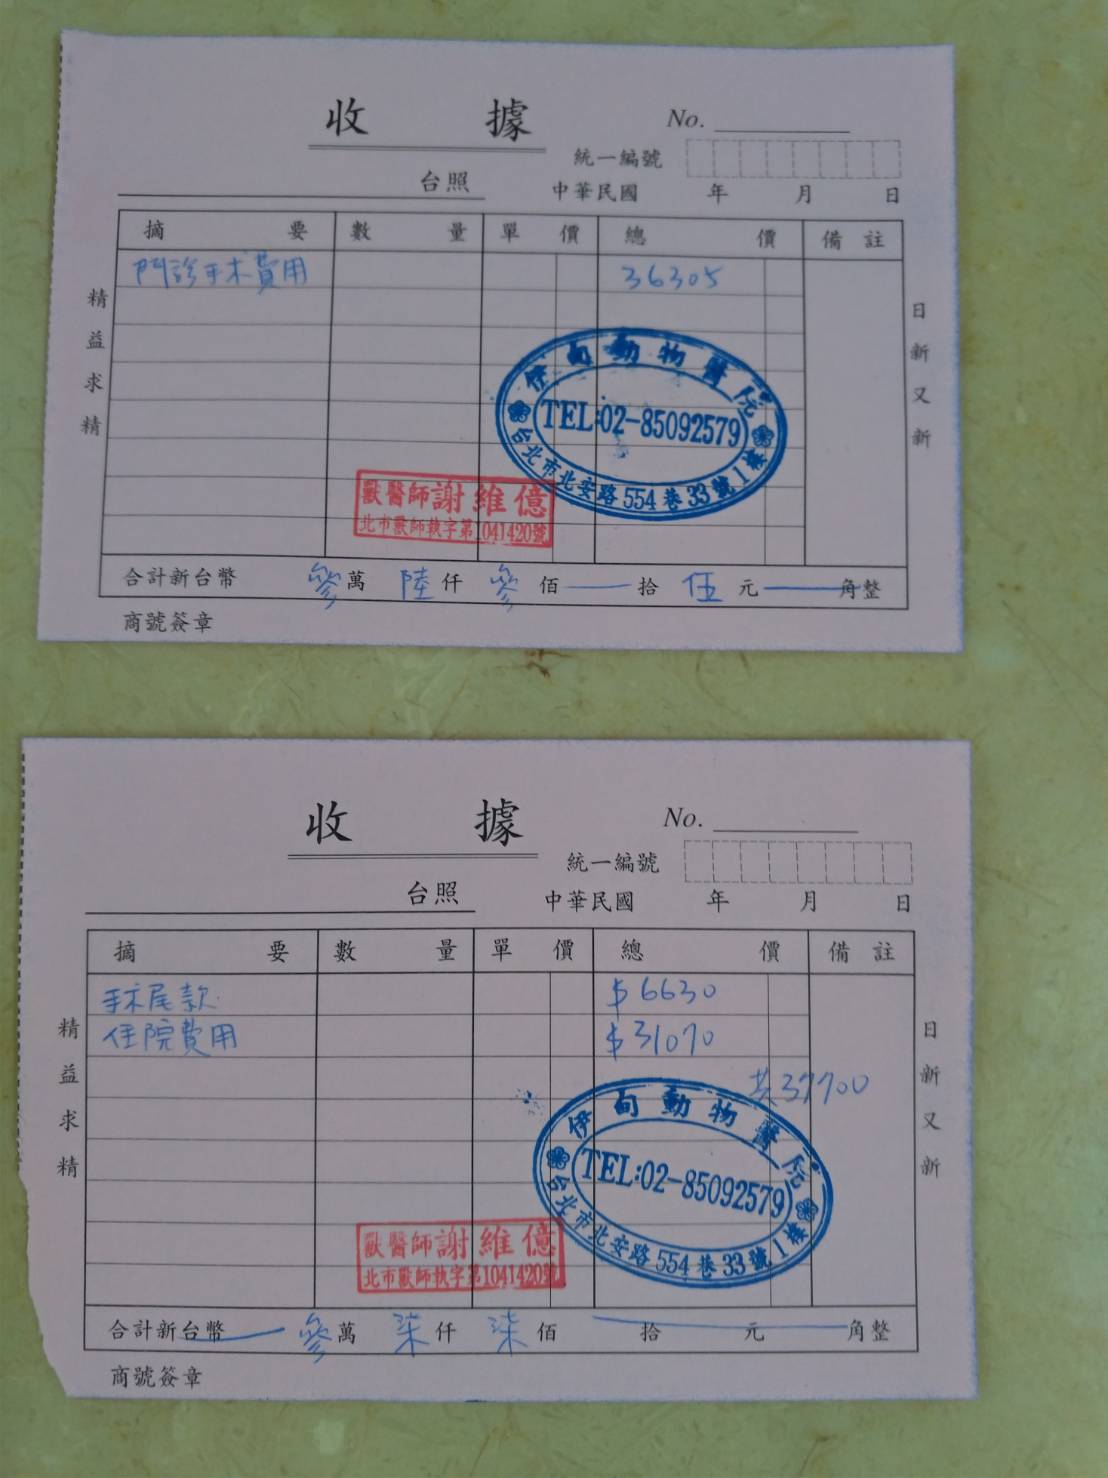 收據
No.
統一編號
台照
中華民國 年 月 日
摘要 數量 單價 總價 備註
門診手术費用 36305
精益求精
日新又新
伊甸動物醫院
TEL:02-85092579
台北市北安路554巷33號1樓
獸醫師謝維億
北市獸師執字第1041420號
合計新台幣 參萬陸仟參佰拾伍元角整
商號簽章
收據
No.
統一編號
台照
中華民國 年 月 日
摘要 數量 單價 總價 備註
手术尾款 $6630
住院費用 $31070
共37700
精益求精
日新又新
伊甸動物醫院
TEL:02-85092579
台北市北安路554巷33號1樓
獸醫師謝維億
北市獸師執字第1041420號
合計新台幣 參萬柒仟柒佰拾元角整
商號簽章